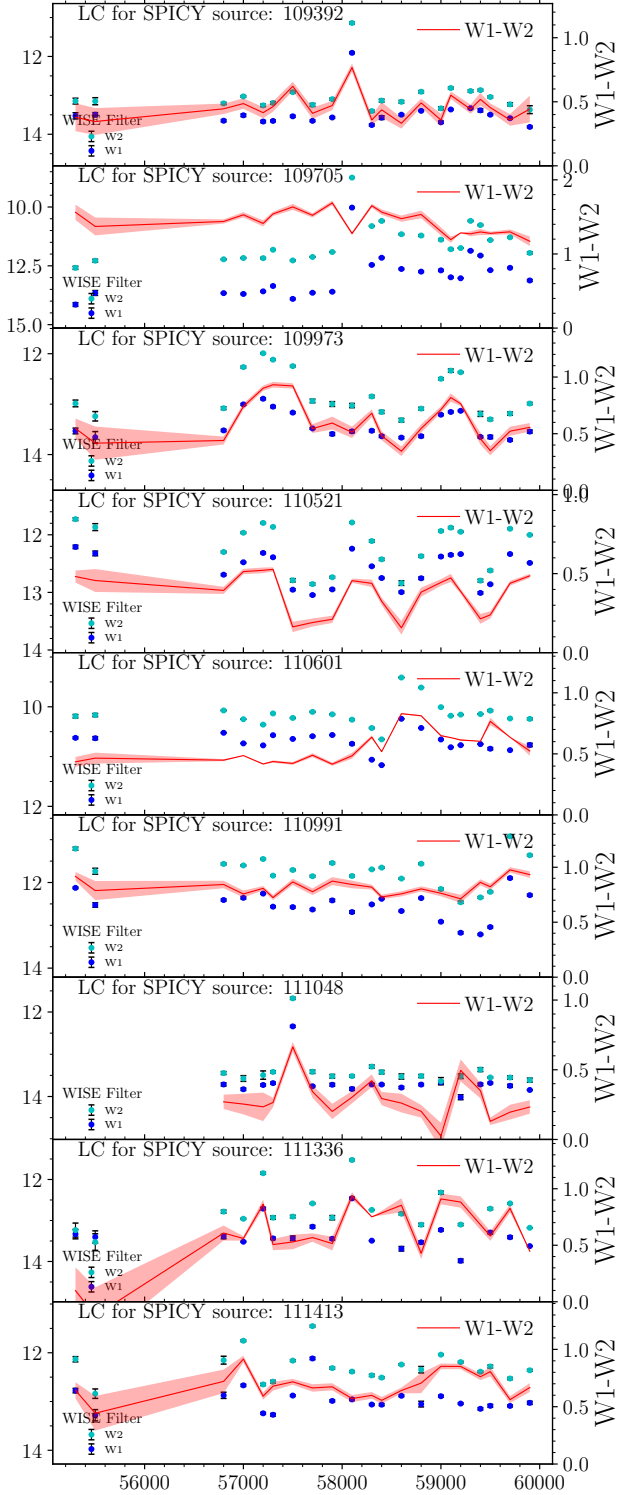 LC for SPICY source: 109392
W1-W2
12
14
WISE Filter
W2
W1
1.0
0.5
0.0
W1-W2
LC for SPICY source: 109705
W1-W2
10.0
12.5
15.0
WISE Filter
W2
W1
2
1
0
W1-W2
LC for SPICY source: 109973
W1-W2
12
14
WISE Filter
W2
W1
1.0
0.5
0.0
W1-W2
LC for SPICY source: 110521
W1-W2
12
13
14
WISE Filter
W2
W1
1.0
0.5
0.0
W1-W2
LC for SPICY source: 110601
W1-W2
10
12
WISE Filter
W2
W1
1.0
0.5
0.0
W1-W2
LC for SPICY source: 110991
W1-W2
12
14
WISE Filter
W2
W1
1.0
0.5
0.0
W1-W2
LC for SPICY source: 111048
W1-W2
12
14
WISE Filter
W2
W1
1.0
0.5
0.0
W1-W2
LC for SPICY source: 111336
W1-W2
12
14
WISE Filter
W2
W1
1.0
0.5
0.0
W1-W2
LC for SPICY source: 111413
W1-W2
12
14
WISE Filter
W2
W1
1.0
0.5
0.0
W1-W2
56000 57000 58000 59000 60000